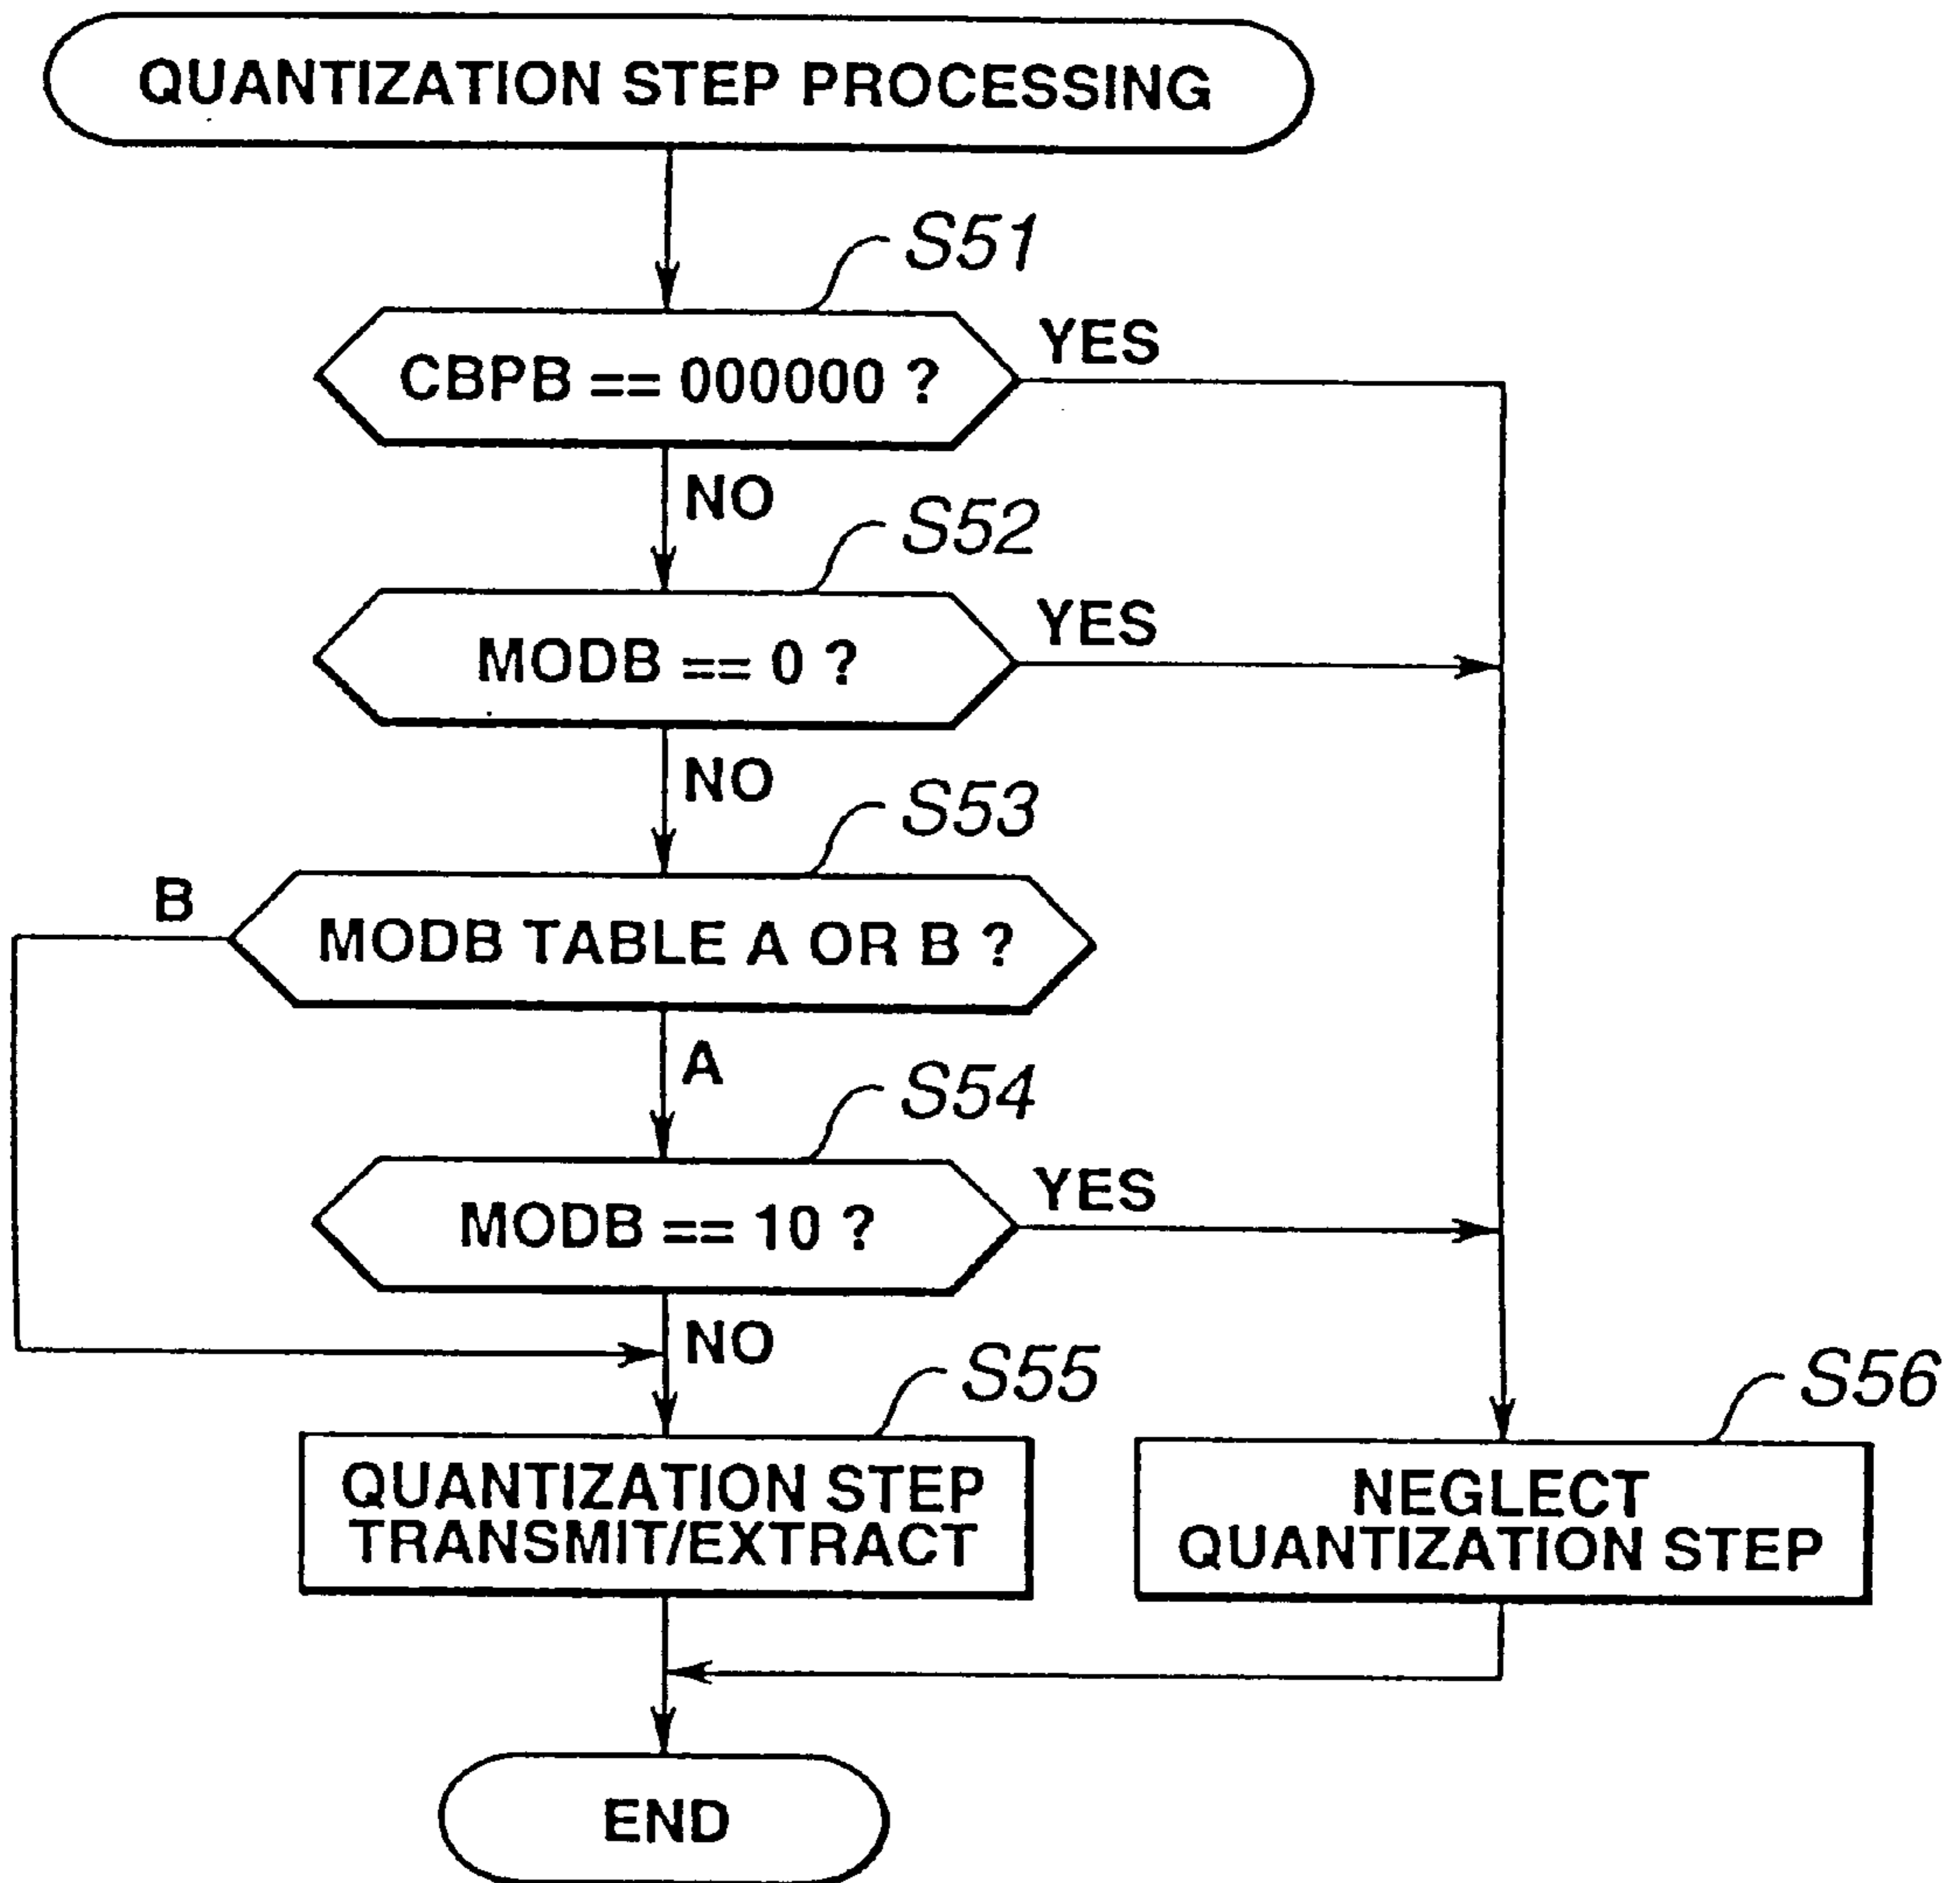 QUANTIZATION STEP PROCESSING
S51
CBPB == 000000 ?
YES
NO
S52
MODB == 0 ?
YES
NO
S53
B
MODB TABLE A OR B ?
A
S54
MODB == 10 ?
YES
NO
S55
S56
QUANTIZATION STEP
TRANSMIT/EXTRACT
NEGLECT
QUANTIZATION STEP
END